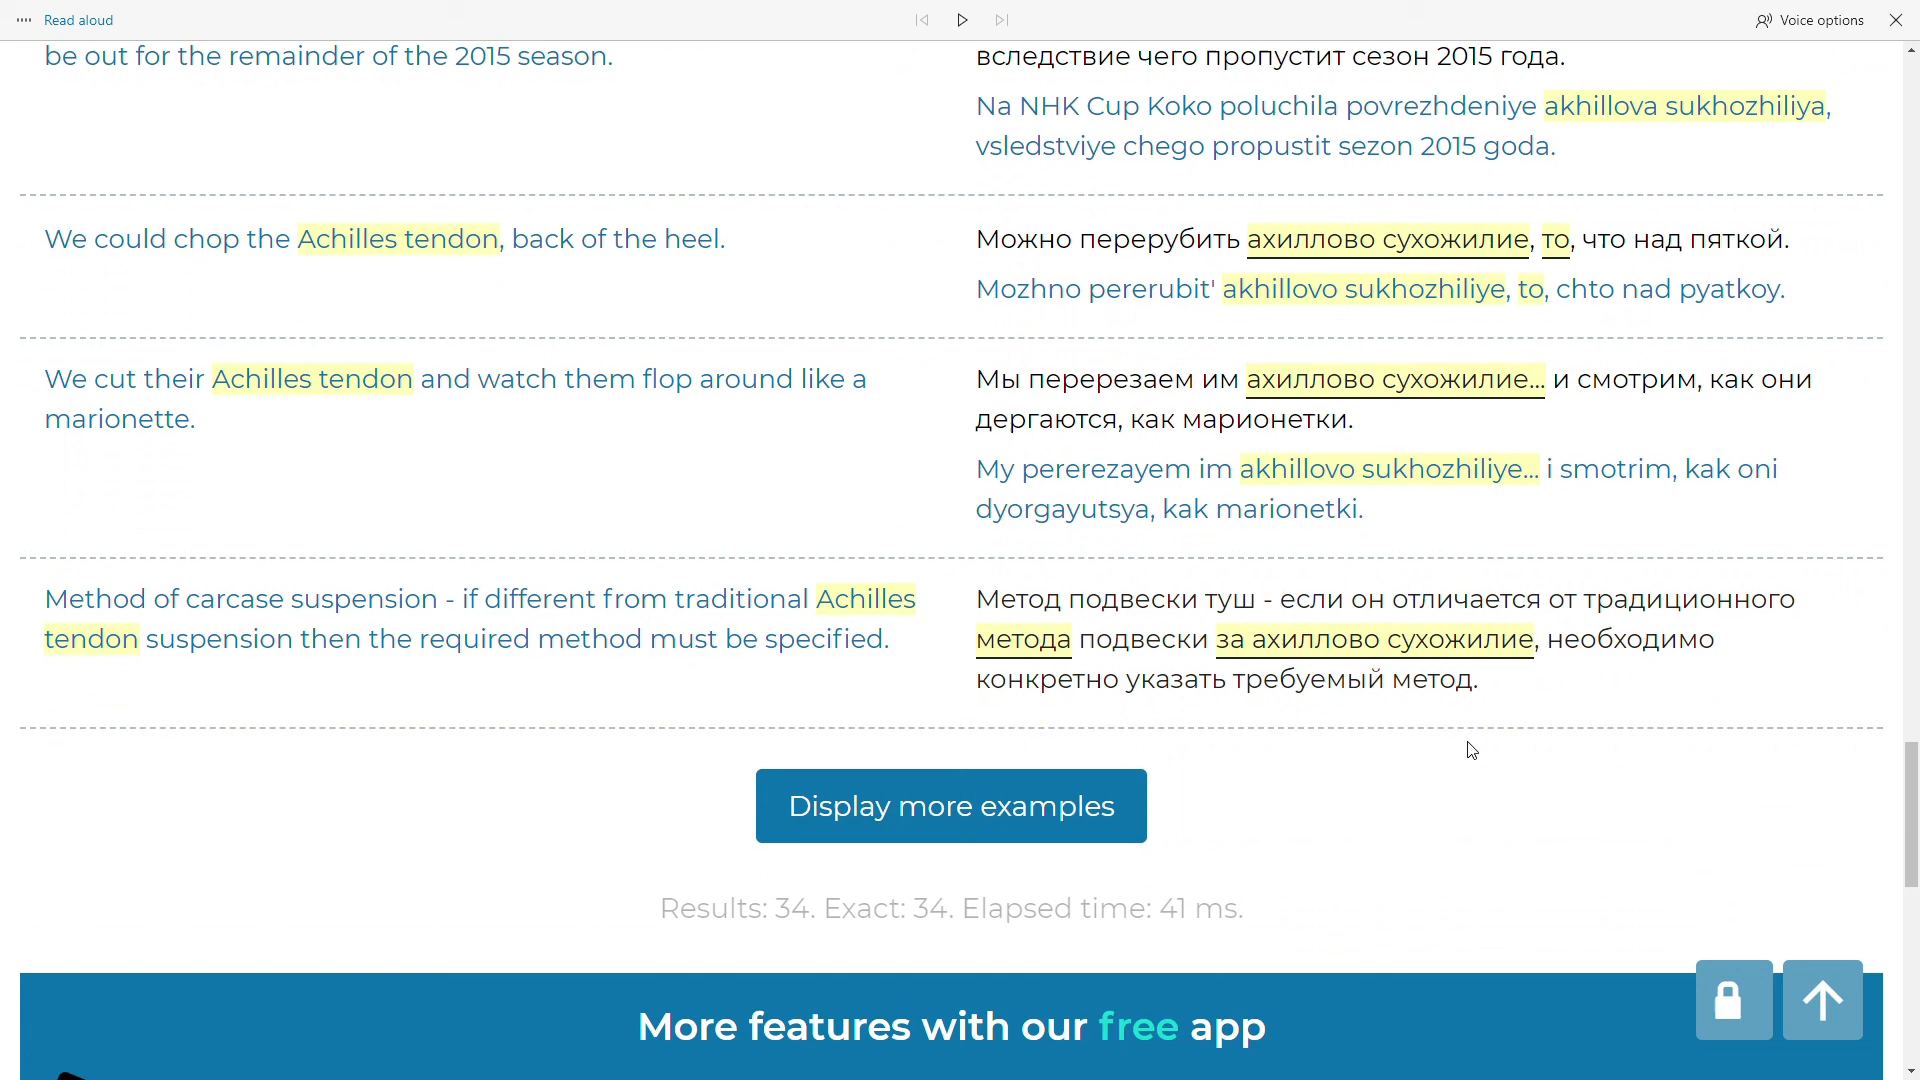 Read aloud
Voice options
be out for the remainder of the 2015 season.
вследствие чего пропустит сезон 2015 года.
Na NHK Cup Koko poluchila povrezhdeniye akhillova sukhozhiliya,
vsledstviye chego propustit sezon 2015 goda.
We could chop the Achilles tendon, back of the heel.
Можно перерубить ахиллово сухожилие, то, что над пяткой.
Mozhno pererubit' akhillovo sukhozhiliye, to, chto nad pyatkoy.
We cut their Achilles tendon and watch them flop around like a
marionette.
Мы перерезаем им ахиллово сухожилие... и смотрим, как они
дергаются, как марионетки.
My pererezayem im akhillovo sukhozhiliye... i smotrim, kak oni
dyorgayutsya, kak marionetki.
Method of carcase suspension - if different from traditional Achilles
tendon suspension then the required method must be specified.
Метод подвески туш - если он отличается от традиционного
метода подвески за ахиллово сухожилие, необходимо
конкретно указать требуемый метод.
Display more examples
Results: 34. Exact: 34. Elapsed time: 41 ms.
More features with our free app